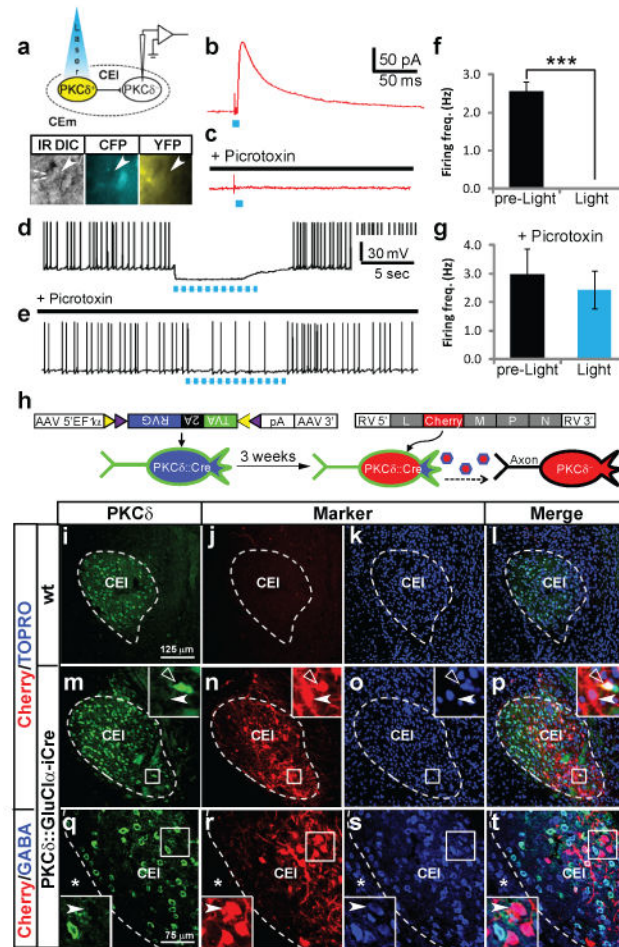 a
Laser
CEl
PKCδ⁺
PKCδ⁻
CEm
IR DIC
CFP
YFP
b
50 pA
50 ms
c
+ Picrotoxin
d
30 mV
5 sec
+ Picrotoxin
e
f
Firing freq. (Hz)
3.0
2.0
1.0
0.0
***
pre-Light
Light
g
+ Picrotoxin
Firing freq. (Hz)
4.0
3.0
2.0
1.0
0.0
pre-Light
Light
h
AAV 5'EF1α
RVG
2A
TVA
pA
AAV 3'
RV 5'
L
Cherry
M
P
N
RV 3'
PKCδ::Cre
3 weeks
PKCδ::Cre
Axon
PKCδ⁻
PKCδ
Marker
Merge
Cherry/TOPRO
wt
i
CEl
125 μm
j
CEl
k
CEl
l
CEl
PKCδ::GluClα-iCre
m
CEl
n
CEl
o
CEl
p
CEl
Cherry/GABA
q
*
CEl
75 μm
r
*
CEl
s
*
CEl
t
*
CEl